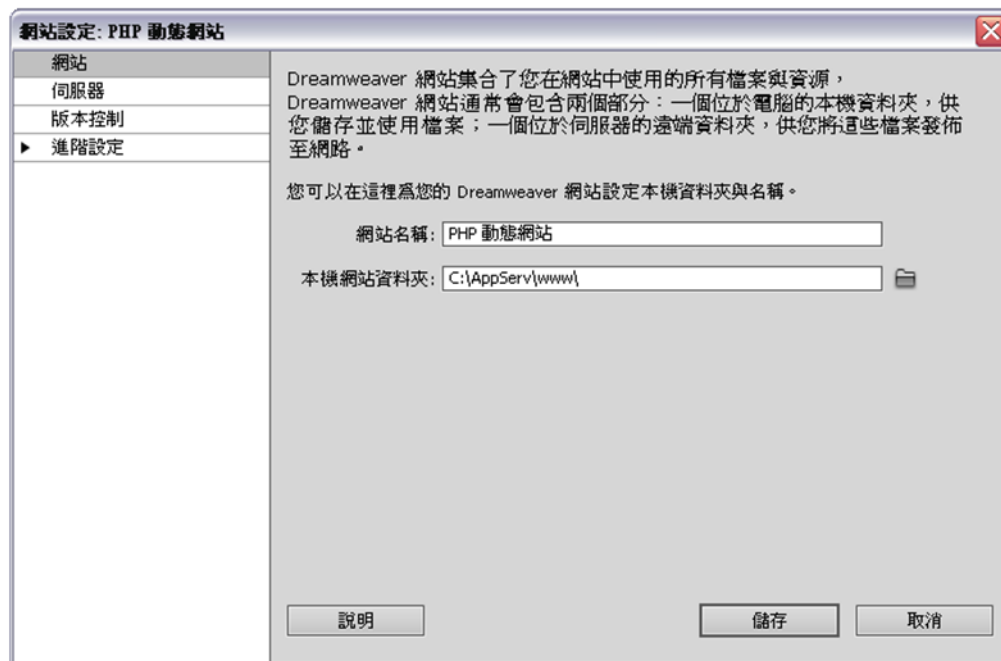 網站設定: PHP 動態網站
網站
伺服器
版本控制
進階設定
Dreamweaver 網站集合了您在網站中使用的所有檔案與資源，
Dreamweaver 網站通常會包含兩個部分：一個位於電腦的本機資料夾，供
您儲存並使用檔案；一個位於伺服器的遠端資料夾，供您將這些檔案發佈
至網路。
您可以在這裡為您的 Dreamweaver 網站設定本機資料夾與名稱。
網站名稱: PHP 動態網站
本機網站資料夾: C:\AppServ\www\
說明
儲存
取消